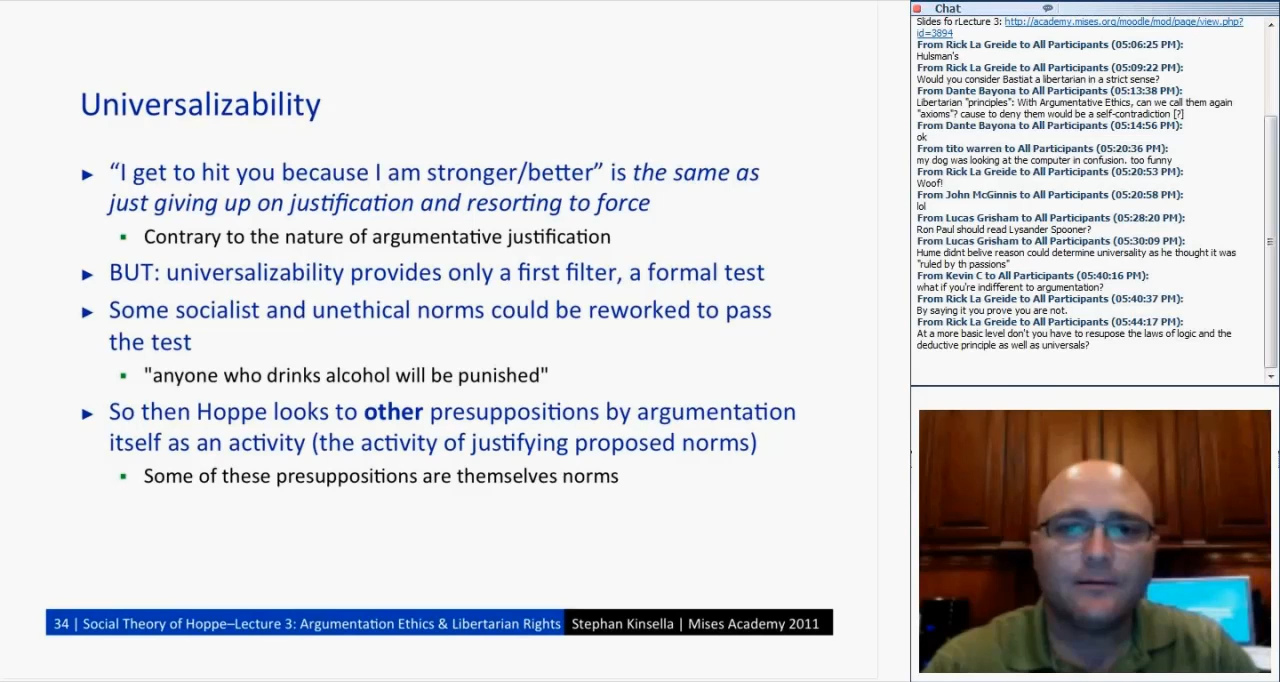 Universalizability
► “I get to hit you because I am stronger/better” is the same as
just giving up on justification and resorting to force
▪ Contrary to the nature of argumentative justification
► BUT: universalizability provides only a first filter, a formal test
► Some socialist and unethical norms could be reworked to pass
the test
▪ "anyone who drinks alcohol will be punished"
► So then Hoppe looks to other presuppositions by argumentation
itself as an activity (the activity of justifying proposed norms)
▪ Some of these presuppositions are themselves norms
34 | Social Theory of Hoppe–Lecture 3: Argumentation Ethics & Libertarian Rights Stephan Kinsella | Mises Academy 2011
Chat
Slides fo rLecture 3: http://academy.mises.org/moodle/mod/page/view.php?
id=3894
From Rick La Greide to All Participants (05:06:25 PM):
Hulsman's
From Rick La Greide to All Participants (05:09:22 PM):
Would you consider Bastiat a libertarian in a strict sense?
From Dante Bayona to All Participants (05:13:38 PM):
Libertarian "principles": With Argumentative Ethics, can we call them again
"axioms"? cause to deny them would be a self-contradiction [?]
From Dante Bayona to All Participants (05:14:56 PM):
ok
From tito warren to All Participants (05:20:36 PM):
my dog was looking at the computer in confusion. too funny
From Rick La Greide to All Participants (05:20:53 PM):
Woof!
From John McGinnis to All Participants (05:20:58 PM):
lol
From Lucas Grisham to All Participants (05:28:20 PM):
Ron Paul should read Lysander Spooner?
From Lucas Grisham to All Participants (05:30:09 PM):
Hume didnt belive reason could determine universality as he thought it was
"ruled by th passions"
From Kevin C to All Participants (05:40:16 PM):
what if you're indifferent to argumentation?
From Rick La Greide to All Participants (05:40:37 PM):
By saying it you prove you are not.
From Rick La Greide to All Participants (05:44:17 PM):
At a more basic level don't you have to resupose the laws of logic and the
deductive principle as well as universals?